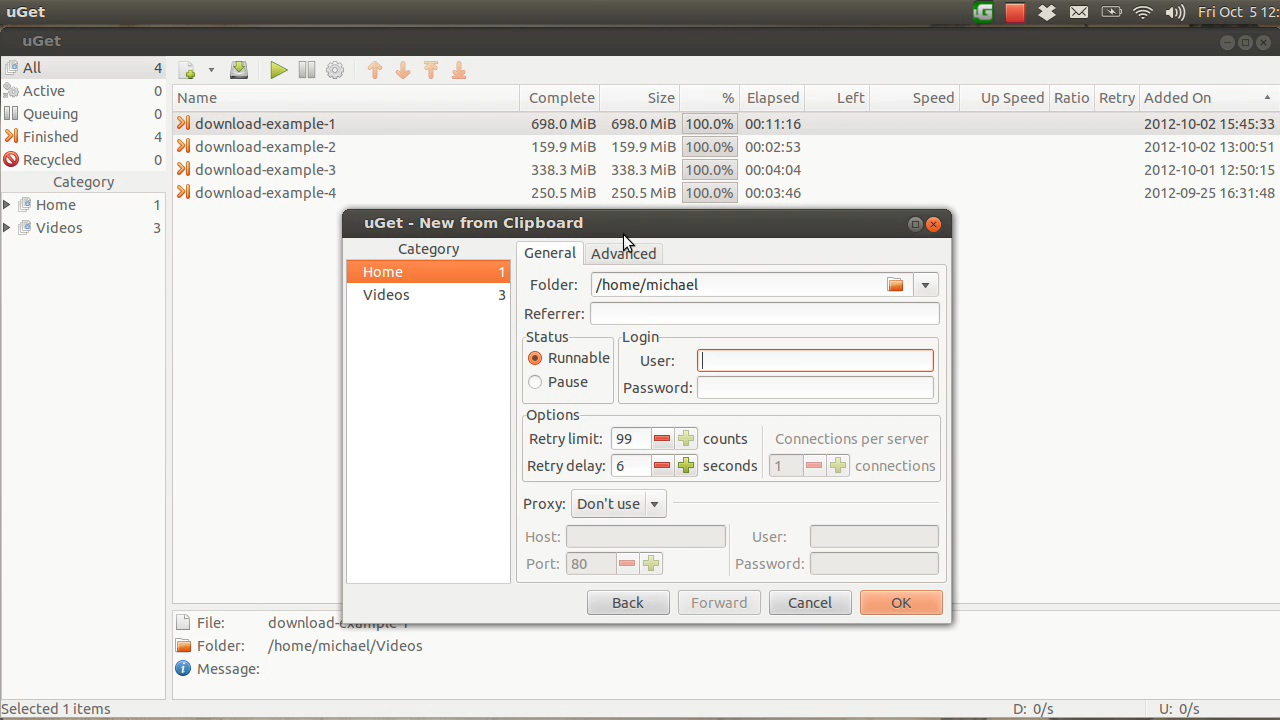 uGet
Fri Oct 5 12:
uGet
All 4
Active 0
Queuing 0
Finished 4
Recycled 0
Category
Home 1
Videos 3
Name Complete Size % Elapsed Left Speed Up Speed Ratio Retry Added On
download-example-1 698.0 MiB 698.0 MiB 100.0% 00:11:16 2012-10-02 15:45:33
download-example-2 159.9 MiB 159.9 MiB 100.0% 00:02:53 2012-10-02 13:00:51
download-example-3 338.3 MiB 338.3 MiB 100.0% 00:04:04 2012-10-01 12:50:15
download-example-4 250.5 MiB 250.5 MiB 100.0% 00:03:46 2012-09-25 16:31:48
uGet - New from Clipboard
Category
Home 1
Videos 3
General Advanced
Folder: /home/michael
Referrer:
Status
Runnable
Pause
Login
User:
Password:
Options
Retry limit: 99 counts
Retry delay: 6 seconds
Connections per server
1 connections
Proxy: Don't use
Host: User:
Port: 80 Password:
Back Forward Cancel OK
File: download-example-1
Folder: /home/michael/Videos
Message:
Selected 1 items
D: 0/s U: 0/s